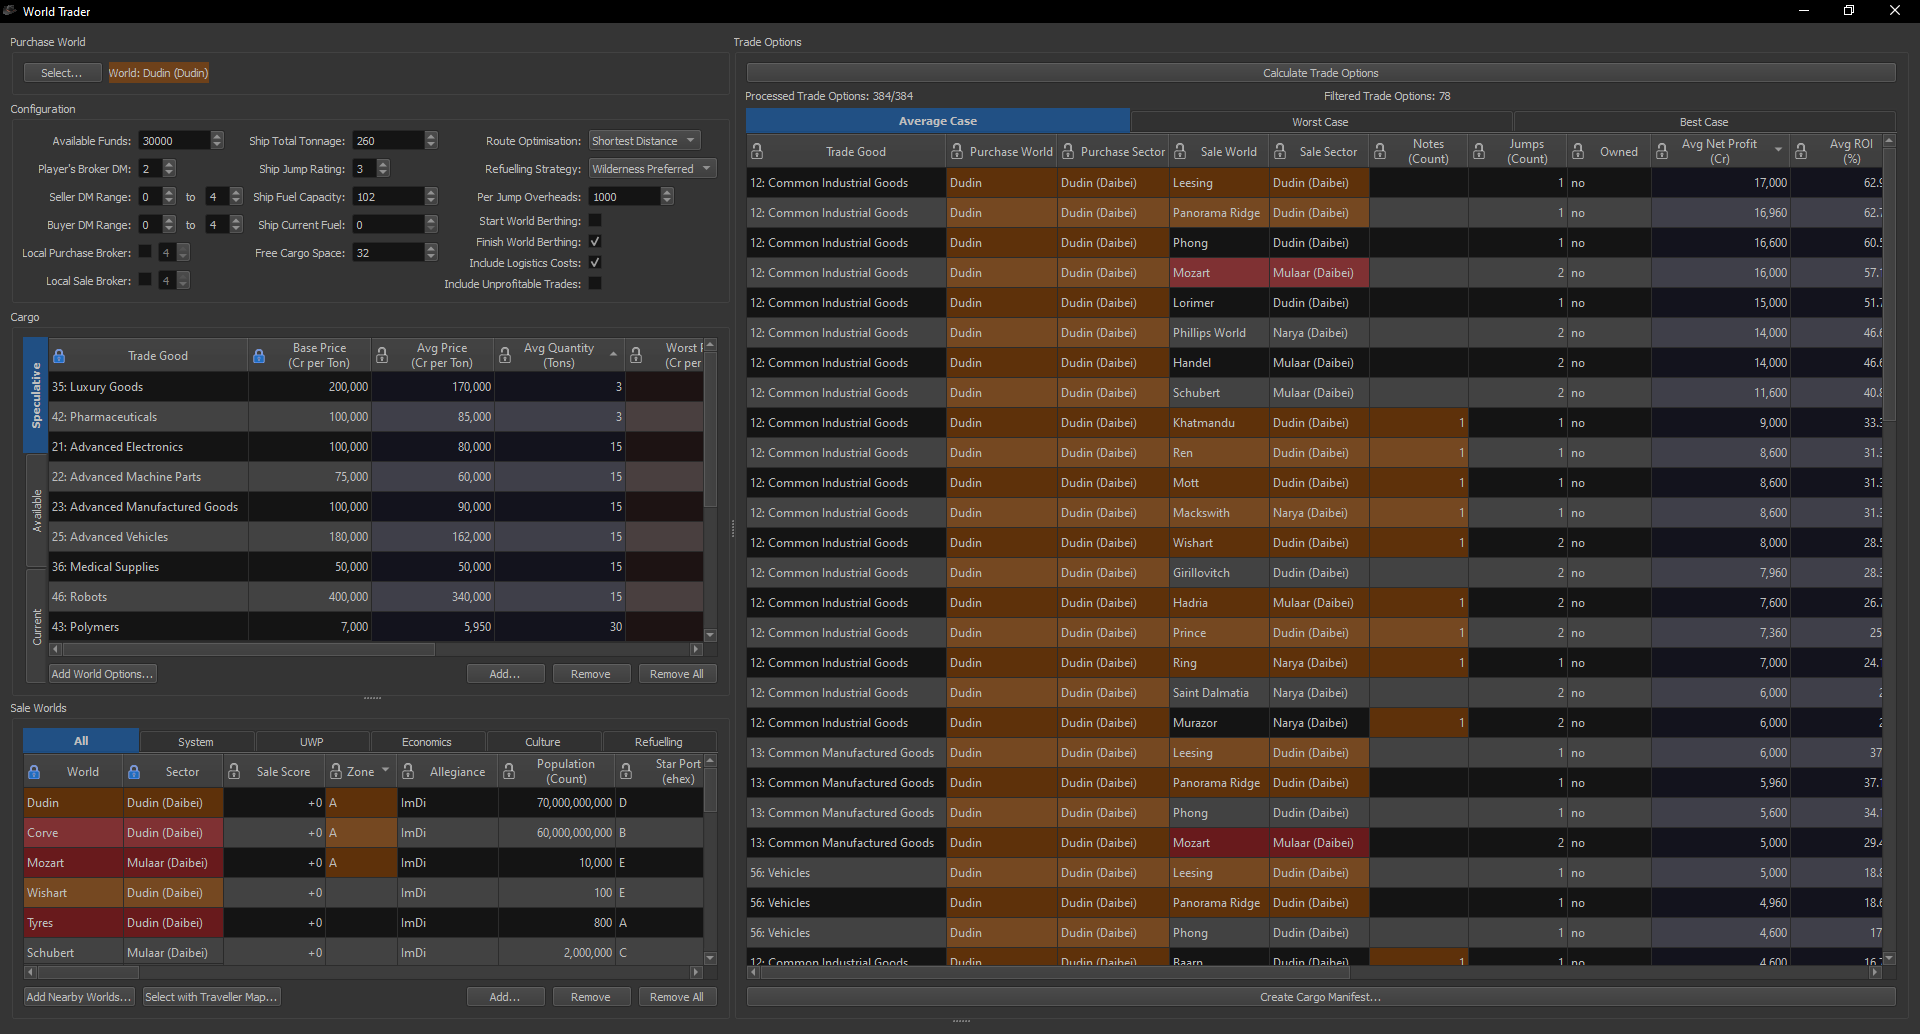 World Trader
Purchase World
Select... World: Dudin (Dudin)
Configuration
Available Funds: 30000 Ship Total Tonnage: 260 Route Optimisation: Shortest Distance
Player's Broker DM: 2 Ship Jump Rating: 3 Refuelling Strategy: Wilderness Preferred
Seller DM Range: 0 to 4 Ship Fuel Capacity: 102 Per Jump Overheads: 1000
Buyer DM Range: 0 to 4 Ship Current Fuel: 0 Start World Berthing:
Finish World Berthing:
Local Purchase Broker: 4 Free Cargo Space: 32 Include Logistics Costs:
Local Sale Broker: 4 Include Unprofitable Trades:
Cargo
Speculative
Available
Current
Trade Good Base Price (Cr per Ton) Avg Price (Cr per Ton) Avg Quantity (Tons) Worst (Cr per
35: Luxury Goods 200,000 170,000 3
42: Pharmaceuticals 100,000 85,000 3
21: Advanced Electronics 100,000 80,000 15
22: Advanced Machine Parts 75,000 60,000 15
23: Advanced Manufactured Goods 100,000 90,000 15
25: Advanced Vehicles 180,000 162,000 15
36: Medical Supplies 50,000 50,000 15
46: Robots 400,000 340,000 15
43: Polymers 7,000 5,950 30
Add World Options... Add... Remove Remove All
Sale Worlds
All System UWP Economics Culture Refuelling
World Sector Sale Score Zone Allegiance Population (Count) Star Port (ehex)
Dudin Dudin (Daibei) +0 A ImDi 70,000,000,000 D
Corve Dudin (Daibei) +0 A ImDi 60,000,000,000 B
Mozart Mulaar (Daibei) +0 A ImDi 10,000 E
Wishart Dudin (Daibei) +0 ImDi 100 E
Tyres Dudin (Daibei) +0 ImDi 800 A
Schubert Mulaar (Daibei) +0 ImDi 2,000,000 C
Add Nearby Worlds... Select with Traveller Map... Add... Remove Remove All
Trade Options
Calculate Trade Options
Processed Trade Options: 384/384 Filtered Trade Options: 78
Average Case Worst Case Best Case
Trade Good Purchase World Purchase Sector Sale World Sale Sector Notes (Count) Jumps (Count) Owned Avg Net Profit (Cr) Avg ROI (%)
12: Common Industrial Goods Dudin Dudin (Daibei) Leesing Dudin (Daibei) 1 no 17,000 62.9
12: Common Industrial Goods Dudin Dudin (Daibei) Panorama Ridge Dudin (Daibei) 1 no 16,960 62.7
12: Common Industrial Goods Dudin Dudin (Daibei) Phong Dudin (Daibei) 1 no 16,600 60.5
12: Common Industrial Goods Dudin Dudin (Daibei) Mozart Mulaar (Daibei) 2 no 16,000 57.1
12: Common Industrial Goods Dudin Dudin (Daibei) Lorimer Dudin (Daibei) 1 no 15,000 51.7
12: Common Industrial Goods Dudin Dudin (Daibei) Phillips World Narya (Daibei) 2 no 14,000 46.6
12: Common Industrial Goods Dudin Dudin (Daibei) Handel Mulaar (Daibei) 2 no 14,000 46.6
12: Common Industrial Goods Dudin Dudin (Daibei) Schubert Mulaar (Daibei) 2 no 11,600 40.8
12: Common Industrial Goods Dudin Dudin (Daibei) Khatmandu Dudin (Daibei) 1 1 no 9,000 33.3
12: Common Industrial Goods Dudin Dudin (Daibei) Ren Dudin (Daibei) 1 1 no 8,600 31.3
12: Common Industrial Goods Dudin Dudin (Daibei) Mott Dudin (Daibei) 1 1 no 8,600 31.3
12: Common Industrial Goods Dudin Dudin (Daibei) Mackswith Narya (Daibei) 1 2 no 8,600 31.3
12: Common Industrial Goods Dudin Dudin (Daibei) Wishart Dudin (Daibei) 1 2 no 8,000 28.5
12: Common Industrial Goods Dudin Dudin (Daibei) Girillovitch Dudin (Daibei) 2 no 7,960 28.3
12: Common Industrial Goods Dudin Dudin (Daibei) Hadria Mulaar (Daibei) 1 2 no 7,600 26.7
12: Common Industrial Goods Dudin Dudin (Daibei) Prince Dudin (Daibei) 1 2 no 7,360 25
12: Common Industrial Goods Dudin Dudin (Daibei) Ring Narya (Daibei) 1 1 no 7,000 24.1
12: Common Industrial Goods Dudin Dudin (Daibei) Saint Dalmatia Narya (Daibei) 2 no 6,000 2
12: Common Industrial Goods Dudin Dudin (Daibei) Murazor Narya (Daibei) 1 2 no 6,000 2
13: Common Manufactured Goods Dudin Dudin (Daibei) Leesing Dudin (Daibei) 1 no 6,000 37
13: Common Manufactured Goods Dudin Dudin (Daibei) Panorama Ridge Dudin (Daibei) 1 no 5,960 37.1
13: Common Manufactured Goods Dudin Dudin (Daibei) Phong Dudin (Daibei) 1 no 5,600 34.1
13: Common Manufactured Goods Dudin Dudin (Daibei) Mozart Mulaar (Daibei) 2 no 5,000 29.4
56: Vehicles Dudin Dudin (Daibei) Leesing Dudin (Daibei) 1 no 5,000 18.8
56: Vehicles Dudin Dudin (Daibei) Panorama Ridge Dudin (Daibei) 1 no 4,960 18.6
56: Vehicles Dudin Dudin (Daibei) Phong Dudin (Daibei) 1 no 4,600 17
12: Common Industrial Goods Dudin Dudin (Daibei) Baarn Dudin (Daibei) 1 1 no 4,600 16.7
Create Cargo Manifest...